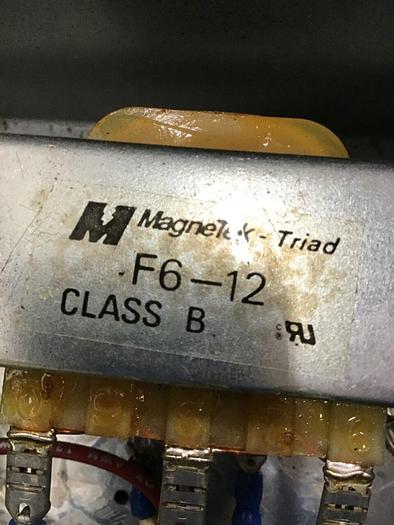 MagneTek - Triad
F6-12
CLASS B